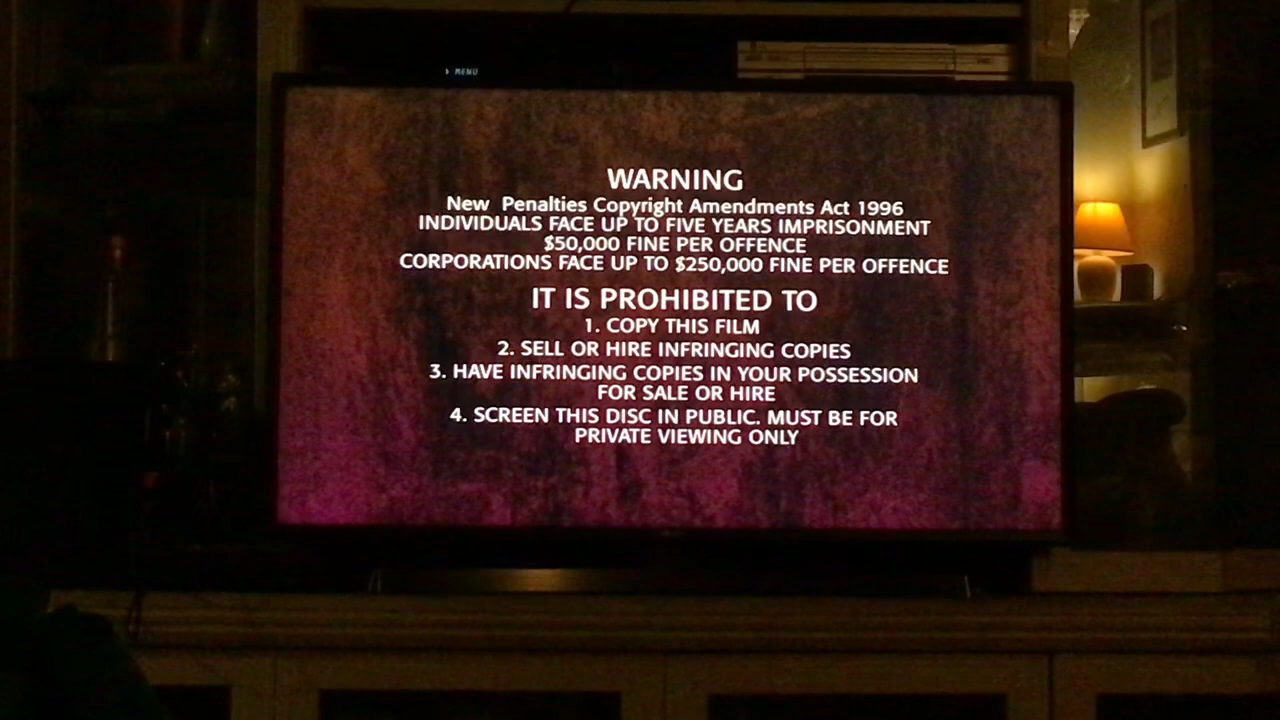 › MENU
WARNING
New Penalties Copyright Amendments Act 1996
INDIVIDUALS FACE UP TO FIVE YEARS IMPRISONMENT
$50,000 FINE PER OFFENCE
CORPORATIONS FACE UP TO $250,000 FINE PER OFFENCE
IT IS PROHIBITED TO
1. COPY THIS FILM
2. SELL OR HIRE INFRINGING COPIES
3. HAVE INFRINGING COPIES IN YOUR POSSESSION
FOR SALE OR HIRE
4. SCREEN THIS DISC IN PUBLIC. MUST BE FOR
PRIVATE VIEWING ONLY